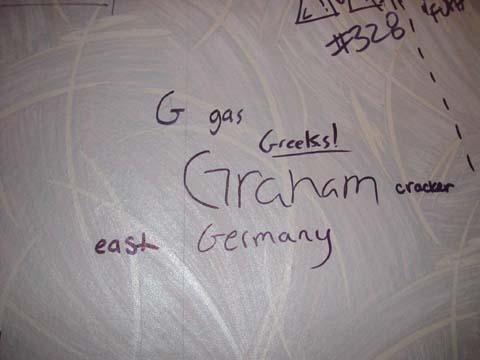 #328
G gas
Greeks!
Graham cracker
east Germany